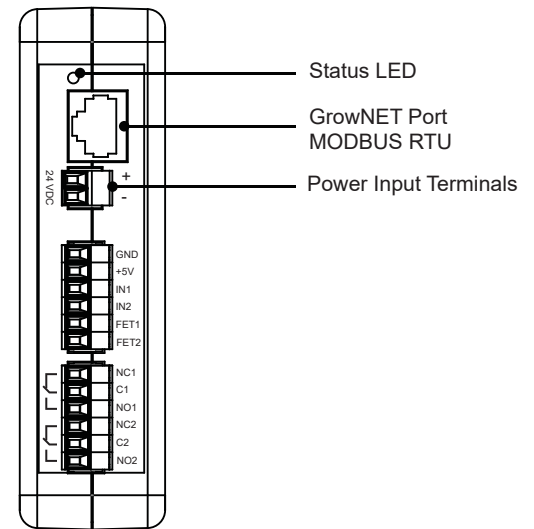 Status LED
GrowNET Port
MODBUS RTU
Power Input Terminals
24 VDC
+
-
GND
+5V
IN1
IN2
FET1
FET2
NC1
C1
NO1
NC2
C2
NO2